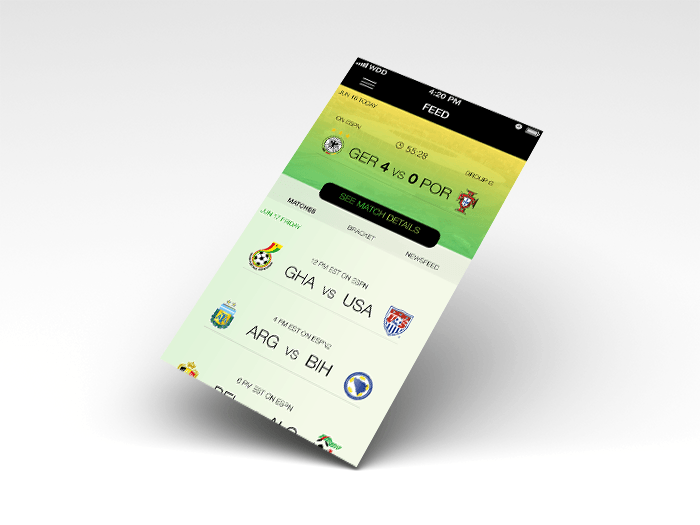 WDD
4:20 PM
FEED
JUN 16 TODAY
ON ESPN
55:28
GROUP G
GER 4 VS 0 POR
SEE MATCH DETAILS
MATCHES
BRACKET
NEWSFEED
JUN 17 FRIDAY
12 PM EST ON ESPN
GHA VS USA
4 PM EST ON ESPN2
ARG VS BIH
6 PM EST ON ESPN